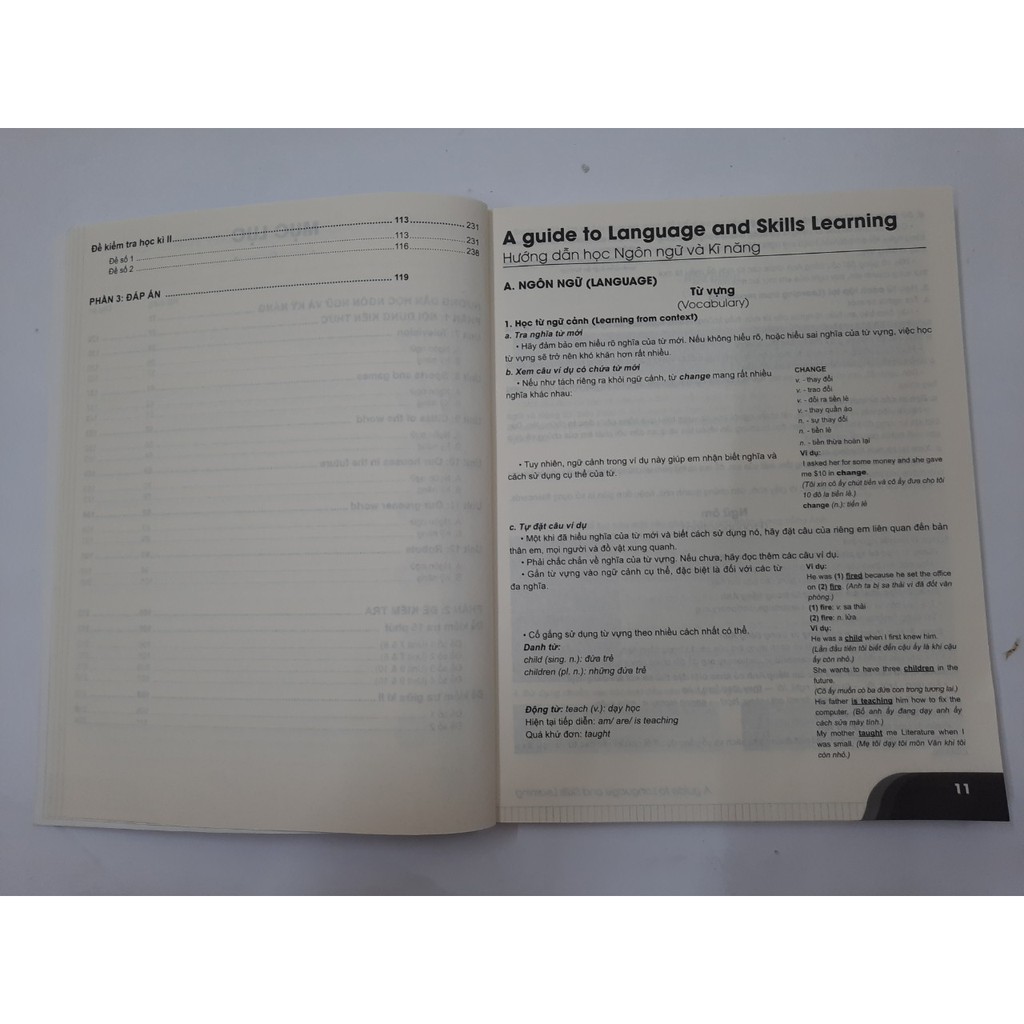 Đề kiểm tra học kì II 113 231
Đề số 1 113 231
Đề số 2 116 238
PHẦN 3: ĐÁP ÁN 119
A guide to Language and Skills Learning
Hướng dẫn học Ngôn ngữ và Kĩ năng
A. NGÔN NGỮ (LANGUAGE)
Từ vựng
(Vocabulary)
1. Học từ ngữ cảnh (Learning from context)
a. Tra nghĩa từ mới
• Hãy đảm bảo em hiểu rõ nghĩa của từ mới. Nếu không hiểu rõ, hoặc hiểu sai nghĩa của từ vựng, việc học
từ vựng sẽ trở nên khó khăn hơn rất nhiều.
b. Xem câu ví dụ có chứa từ mới
• Nếu như tách riêng ra khỏi ngữ cảnh, từ change mang rất nhiều
nghĩa khác nhau:
CHANGE
v. - thay đổi
v. - trao đổi
v. - đổi ra tiền lẻ
v. - thay quần áo
n. - sự thay đổi
n. - tiền lẻ
n. - tiền thừa hoàn lại
• Tuy nhiên, ngữ cảnh trong ví dụ này giúp em nhận biết nghĩa và
cách sử dụng cụ thể của từ.
Ví dụ:
I asked her for some money and she gave
me $10 in change.
(Tôi xin cô ấy chút tiền và cô ấy đưa cho tôi
10 đô la tiền lẻ.)
change (n.): tiền lẻ
c. Tự đặt câu ví dụ
• Một khi đã hiểu nghĩa của từ mới và biết cách sử dụng nó, hãy đặt câu của riêng em liên quan đến bản
thân em, mọi người và đồ vật xung quanh.
• Phải chắc chắn về nghĩa của từ vựng. Nếu chưa, hãy đọc thêm các câu ví dụ.
• Gắn từ vựng vào ngữ cảnh cụ thể, đặc biệt là đối với các từ
đa nghĩa.
Ví dụ:
He was (1) fired because he set the office
on (2) fire. (Anh ta bị sa thải vì đã đốt văn
phòng.)
(1) fire: v. sa thải
(2) fire: n. lửa
• Cố gắng sử dụng từ vựng theo nhiều cách nhất có thể.
Danh từ:
child (sing. n.): đứa trẻ
children (pl. n.): những đứa trẻ
Động từ: teach (v.): dạy học
Hiện tại tiếp diễn: am/ are/ is teaching
Quá khứ đơn: taught
Ví dụ:
He was a child when I first knew him.
(Lần đầu tiên tôi biết đến cậu ấy là khi cậu
ấy còn nhỏ.)
She wants to have three children in the
future.
(Cô ấy muốn có ba đứa con trong tương lai.)
His father is teaching him how to fix the
computer. (Bố anh ấy đang dạy anh ấy
cách sửa máy tính.)
My mother taught me Literature when I
was small. (Mẹ tôi dạy tôi môn Văn khi tôi
còn nhỏ.)
11